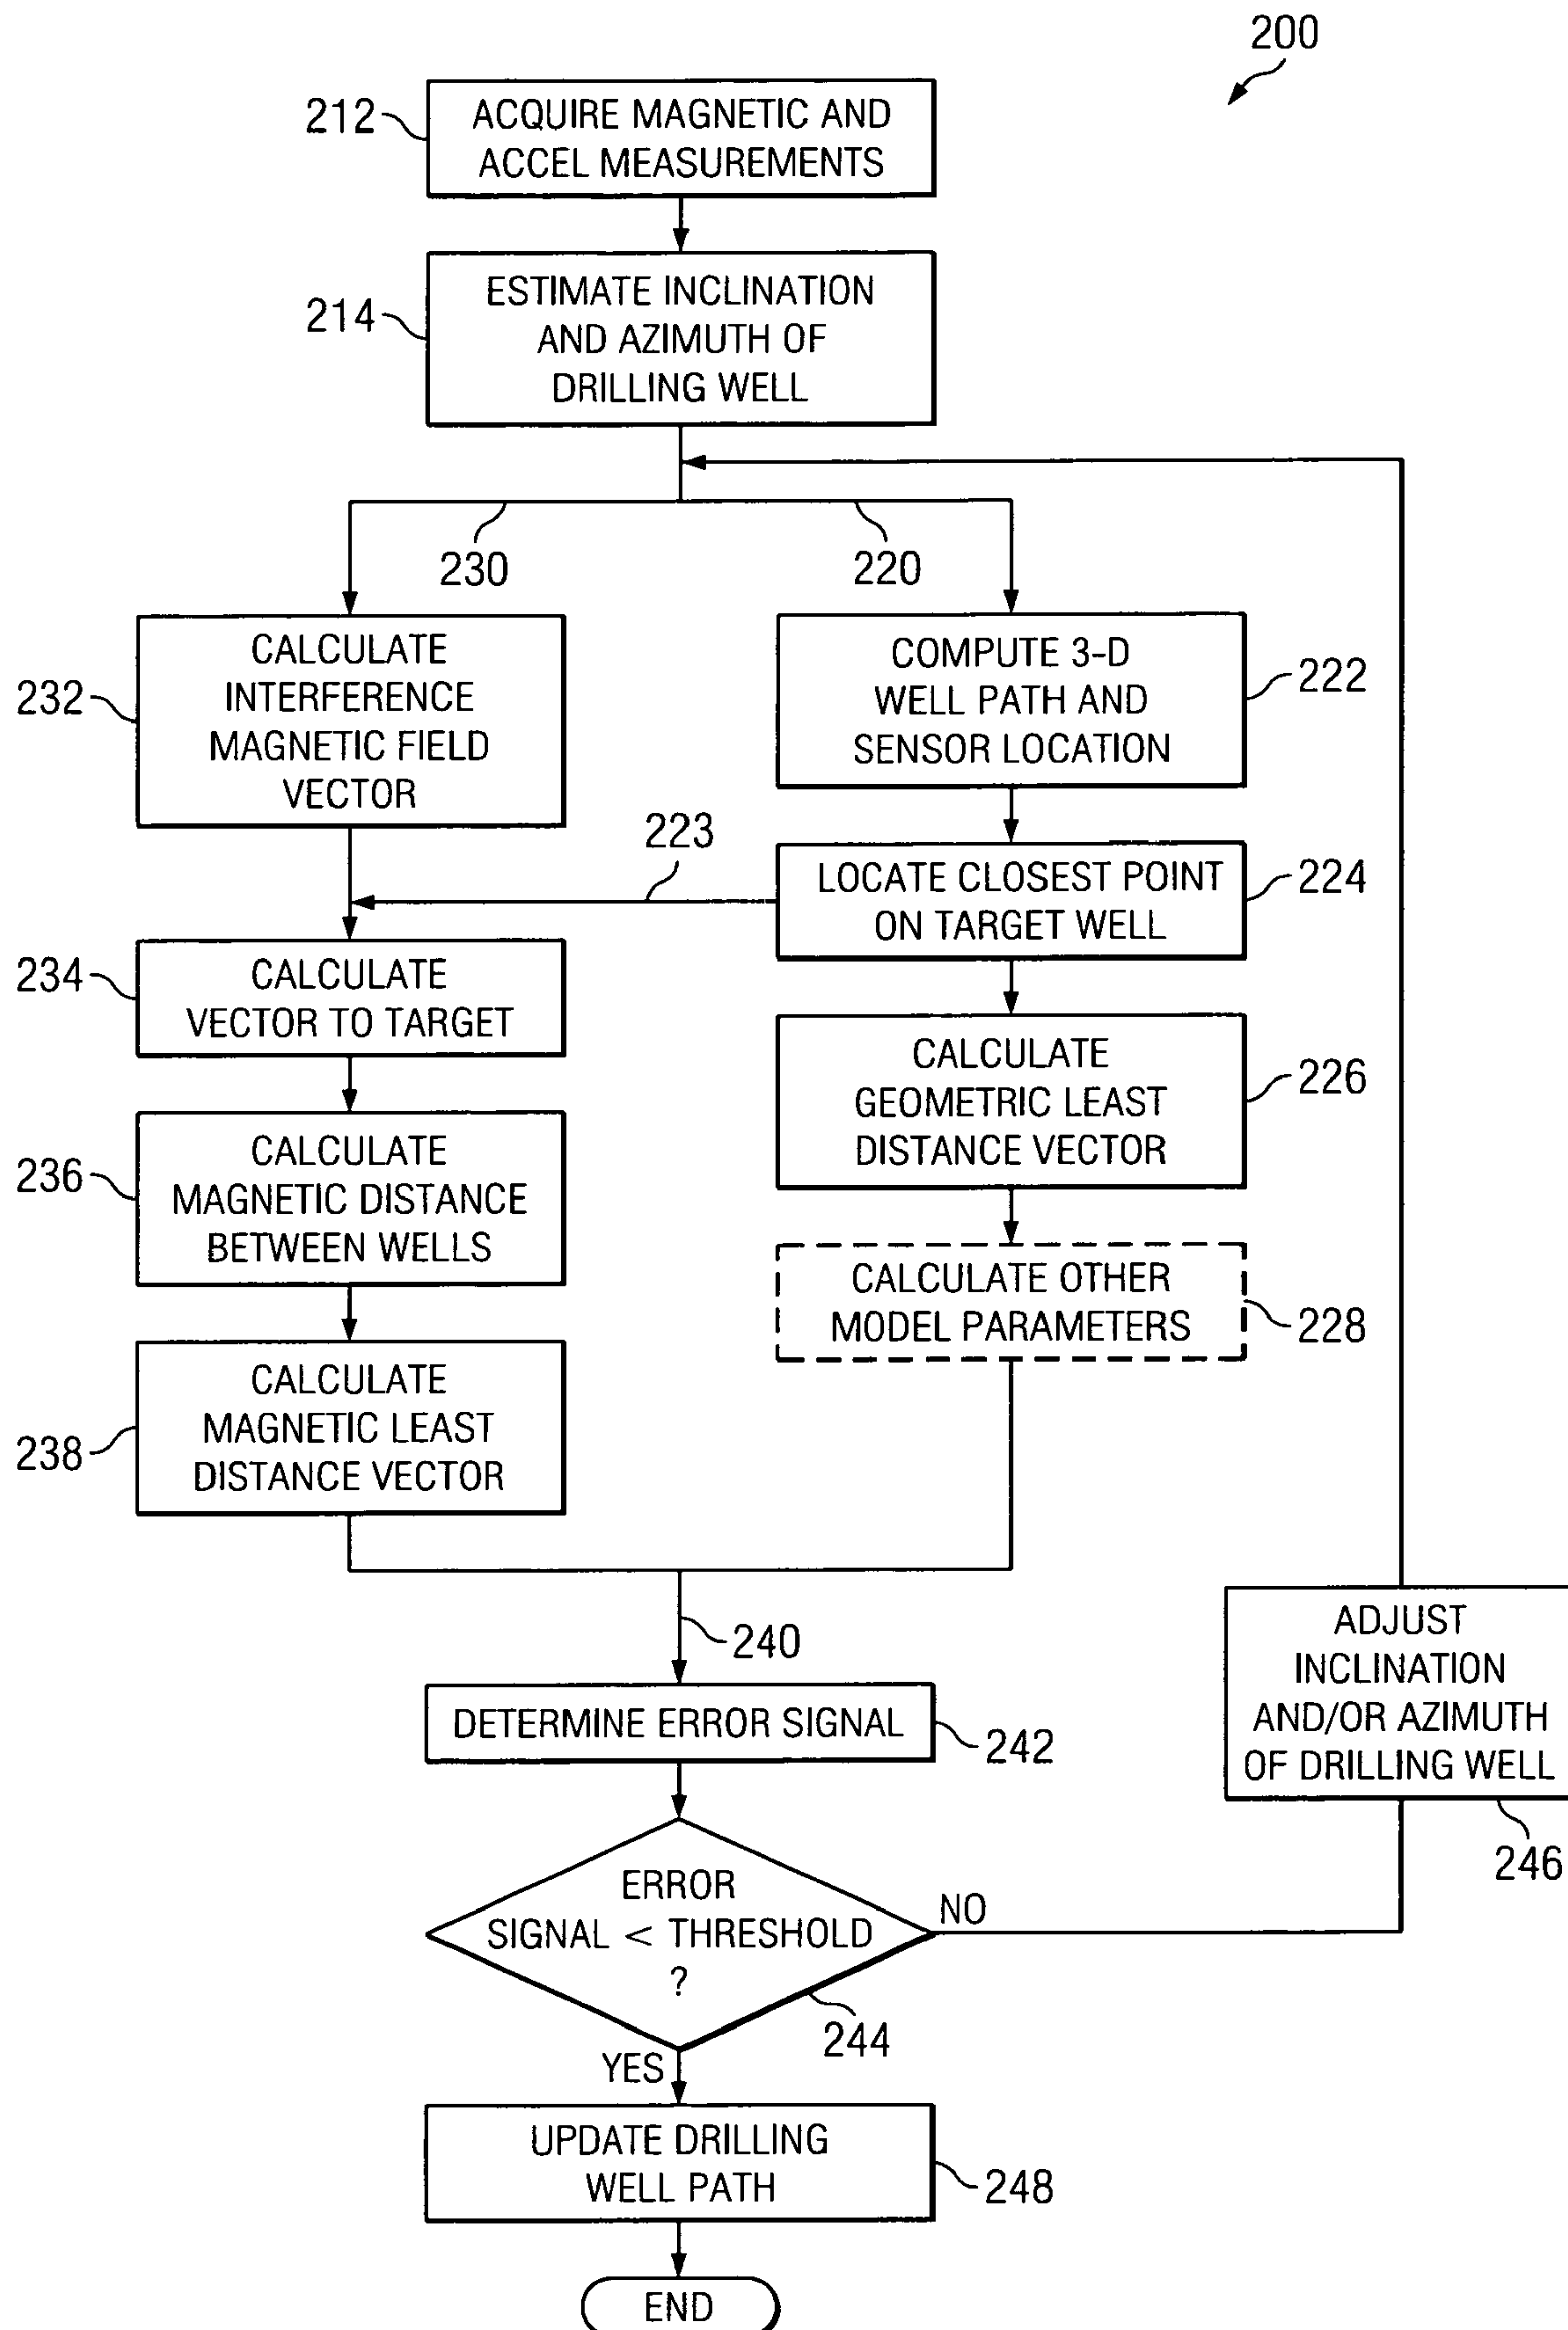 200
212
ACQUIRE MAGNETIC AND
ACCEL MEASUREMENTS
214
ESTIMATE INCLINATION
AND AZIMUTH OF
DRILLING WELL
230
220
232
CALCULATE
INTERFERENCE
MAGNETIC FIELD
VECTOR
COMPUTE 3-D
WELL PATH AND
SENSOR LOCATION
222
223
LOCATE CLOSEST POINT
ON TARGET WELL
224
234
CALCULATE
VECTOR TO TARGET
CALCULATE
GEOMETRIC LEAST
DISTANCE VECTOR
226
236
CALCULATE
MAGNETIC DISTANCE
BETWEEN WELLS
CALCULATE OTHER
MODEL PARAMETERS
228
238
CALCULATE
MAGNETIC LEAST
DISTANCE VECTOR
240
ADJUST
INCLINATION
AND/OR AZIMUTH
OF DRILLING WELL
246
DETERMINE ERROR SIGNAL
242
ERROR
SIGNAL < THRESHOLD
?
NO
244
YES
UPDATE DRILLING
WELL PATH
248
END